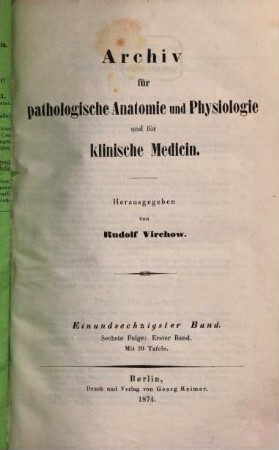 Archiv
für
pathologische Anatomie und Physiologie
und für
klinische Medicin.
Herausgegeben
von
Rudolf Virchow.
Einundsechzigster Band.
Sechste Folge: Erster Band.
Mit 20 Tafeln.
Berlin,
Druck und Verlag von Georg Reimer.
1874.